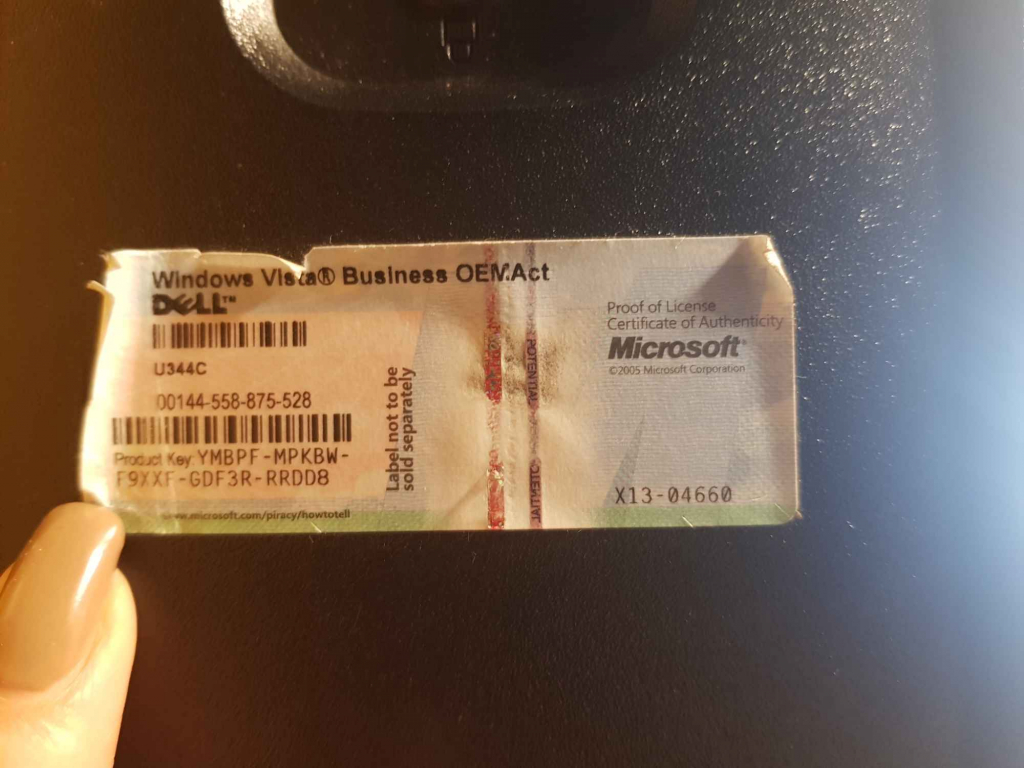 Windows Vista® Business OEMAct
DELL™
U344C
00144-558-875-528
Product Key YMBPF-MPKBW-
F9XXF-GDF3R-RRDD8
www.microsoft.com/piracy/howtotell
Label not to be
sold separately
POTENTIAL
Proof of License
Certificate of Authenticity
Microsoft®
©2005 Microsoft Corporation
X13-04660